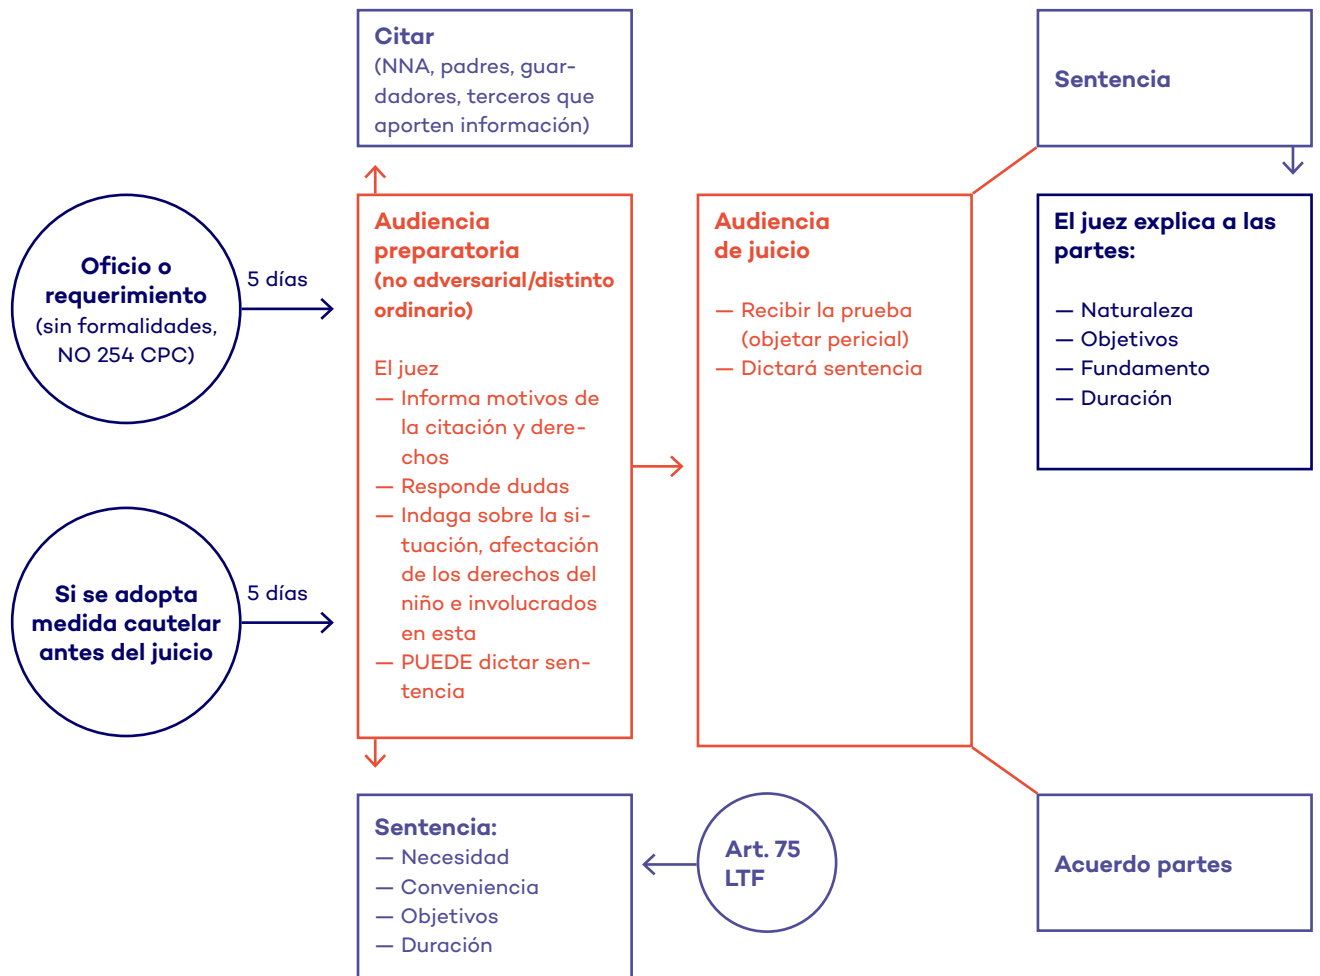 Citar
(NNA, padres, guar-
dadores, terceros que
aporten información)
Sentencia
Oficio o
requerimiento
(sin formalidades,
NO 254 CPC)
5 días
Audiencia
preparatoria
(no adversarial/distinto
ordinario)
El juez
— Informa motivos de
la citación y dere-
chos
— Responde dudas
— Indaga sobre la si-
tuación, afectación
de los derechos del
niño e involucrados
en esta
— PUEDE dictar sen-
tencia
Audiencia
de juicio
— Recibir la prueba
(objetar pericial)
— Dictará sentencia
El juez explica a las
partes:
— Naturaleza
— Objetivos
— Fundamento
— Duración
Si se adopta
medida cautelar
antes del juicio
5 días
Sentencia:
— Necesidad
— Conveniencia
— Objetivos
— Duración
Art. 75
LTF
Acuerdo partes